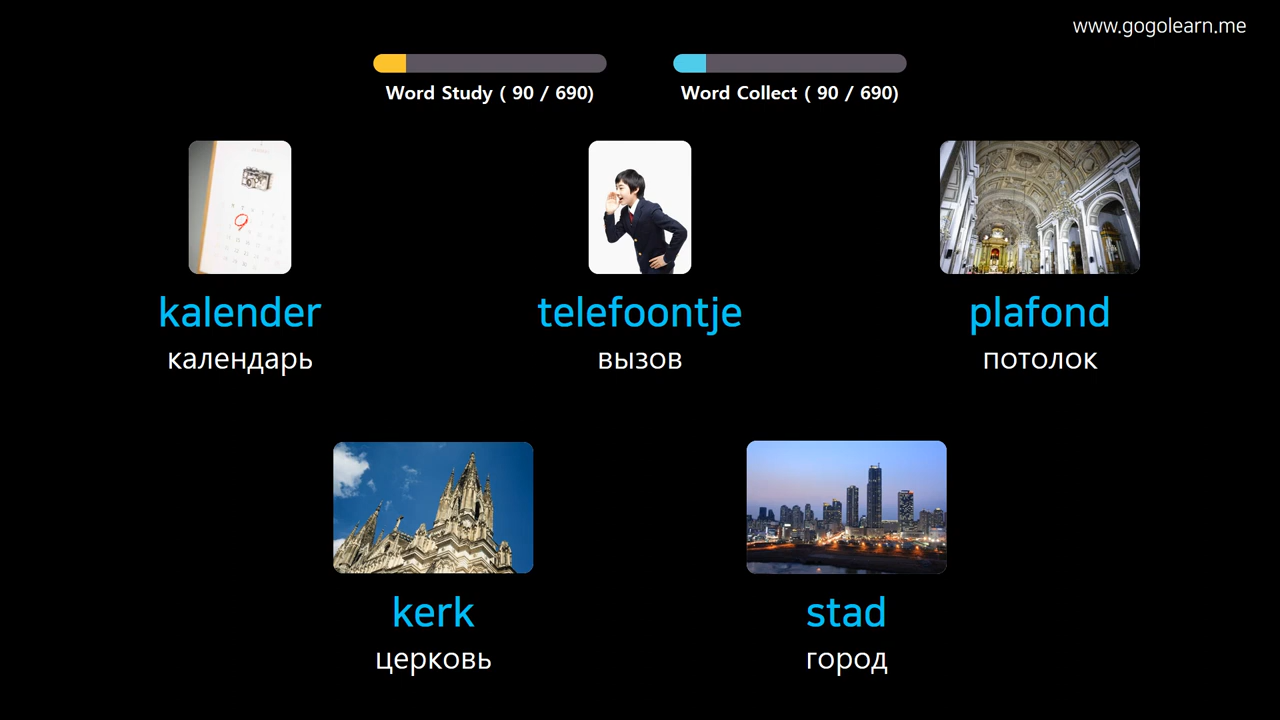 www.gogolearn.me
Word Study ( 90 / 690)
Word Collect ( 90 / 690)
kalender
календарь
telefoontje
вызов
plafond
потолок
kerk
церковь
stad
город